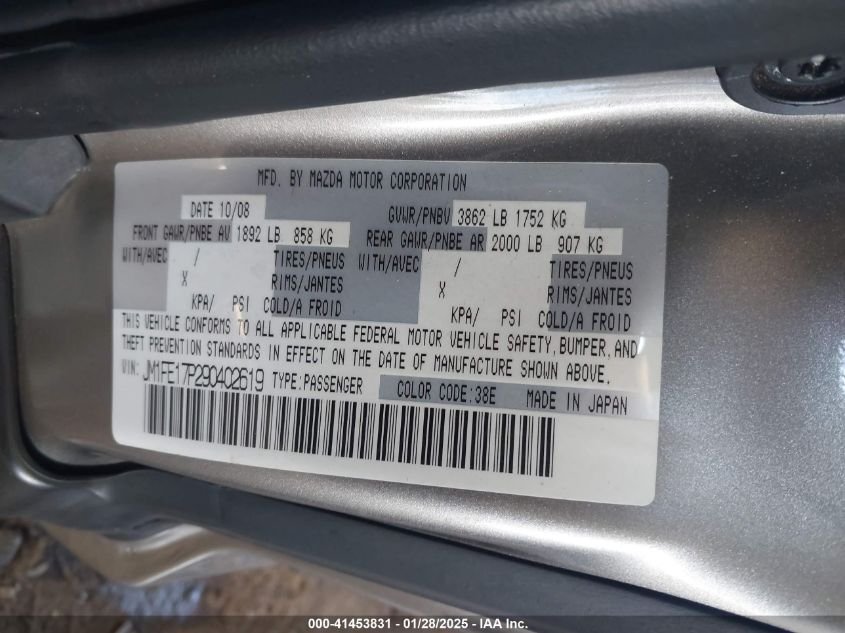 MFD. BY MAZDA MOTOR CORPORATION
DATE 10/08 GVWR/PNBV 3862 LB 1752 KG
FRONT GAWR/PNBE AV 1892 LB 858 KG REAR GAWR/PNBE AR 2000 LB 907 KG
WITH/AVEC / TIRES/PNEUS WITH/AVEC / TIRES/PNEUS
X RIMS/JANTES X RIMS/JANTES
KPA/ PSI COLD/A FROID KPA/ PSI COLD/A FROID
THIS VEHICLE CONFORMS TO ALL APPLICABLE FEDERAL MOTOR VEHICLE SAFETY, BUMPER, AND
THEFT PREVENTION STANDARDS IN EFFECT ON THE DATE OF MANUFACTURE SHOWN ABOVE.
VIN: JM1FE17P290402619 TYPE:PASSENGER COLOR CODE:38E MADE IN JAPAN
000-41453831 - 01/28/2025 - IAA Inc.